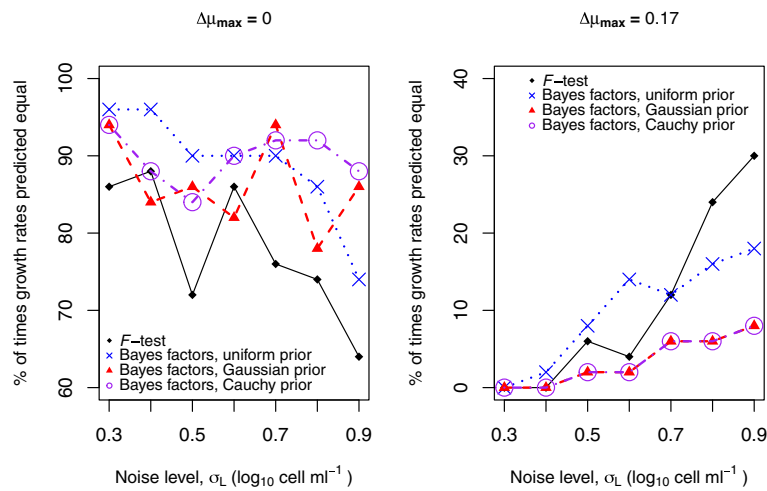 Δμmax = 0
% of times growth rates predicted equal
100
90
80
70
60
F−test
Bayes factors, uniform prior
Bayes factors, Gaussian prior
Bayes factors, Cauchy prior
0.3 0.5 0.7 0.9
Noise level, σL (log10 cell ml−1)
Δμmax = 0.17
% of times growth rates predicted equal
40
30
20
10
0
F−test
Bayes factors, uniform prior
Bayes factors, Gaussian prior
Bayes factors, Cauchy prior
0.3 0.5 0.7 0.9
Noise level, σL (log10 cell ml−1)